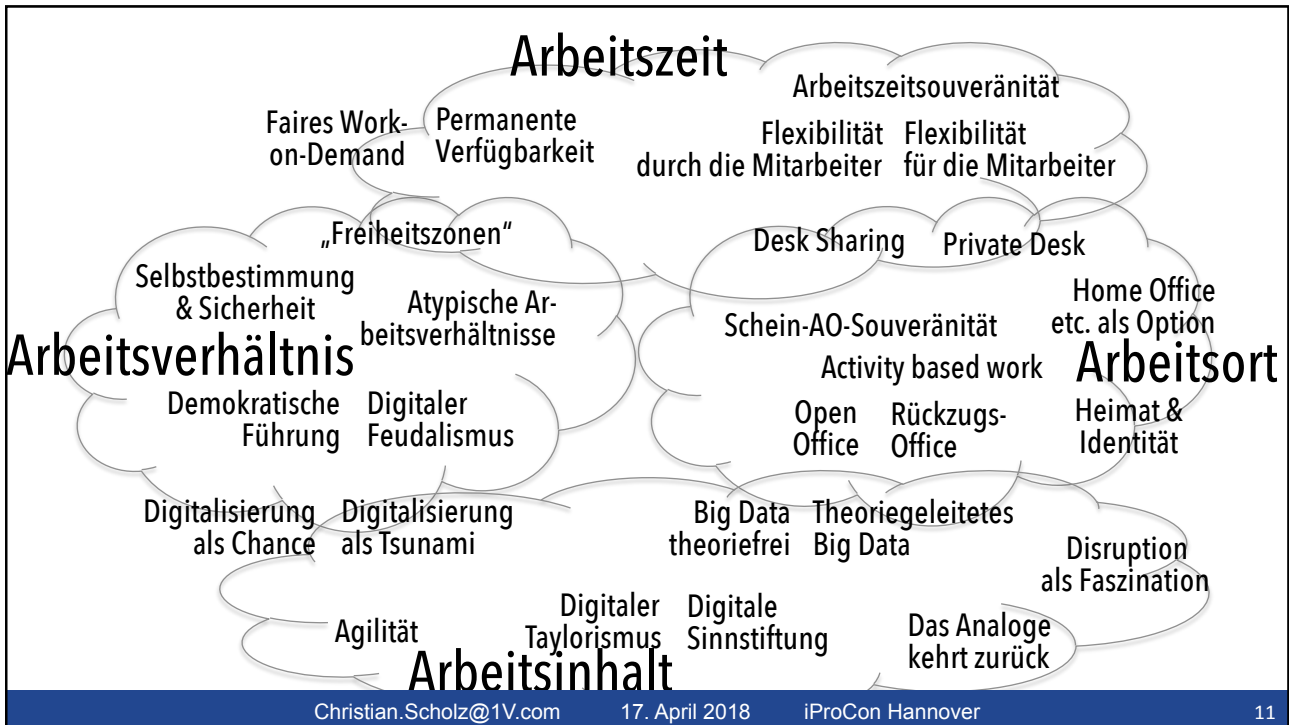 Arbeitszeit
Arbeitszeitsouveränität
Faires Work-
on-Demand
Permanente
Verfügbarkeit
Flexibilität
durch die Mitarbeiter
Flexibilität
für die Mitarbeiter
„Freiheitszonen“
Selbstbestimmung
& Sicherheit
Atypische Ar-
beitsverhältnisse
Arbeitsverhältnis
Demokratische
Führung
Digitaler
Feudalismus
Desk Sharing
Private Desk
Home Office
etc. als Option
Schein-AO-Souveränität
Activity based work
Arbeitsort
Open
Office
Rückzugs-
Office
Heimat &
Identität
Digitalisierung
als Chance
Digitalisierung
als Tsunami
Big Data
theoriefrei
Theoriegeleitetes
Big Data
Disruption
als Faszination
Agilität
Digitaler
Taylorismus
Digitale
Sinnstiftung
Das Analoge
kehrt zurück
Arbeitsinhalt
Christian.Scholz@1V.com 17. April 2018 iProCon Hannover 11